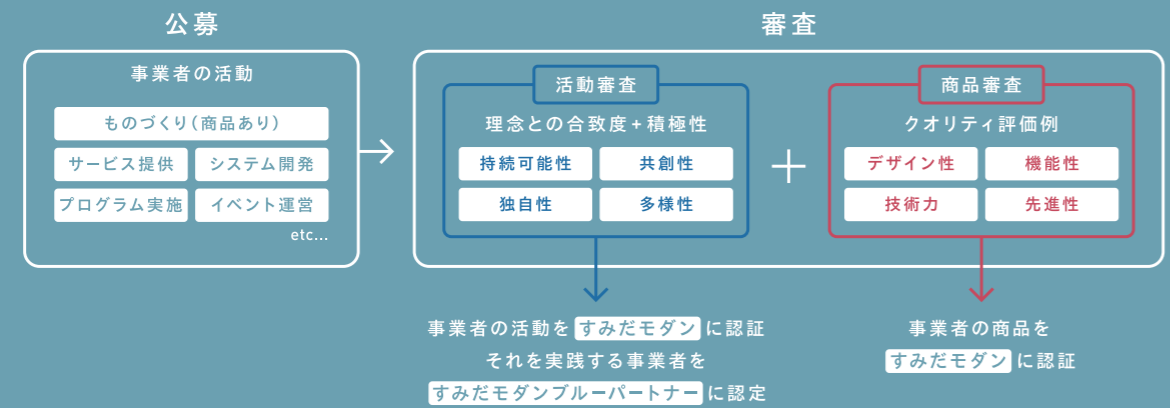 公募
事業者の活動
ものづくり(商品あり)
サービス提供
システム開発
プログラム実施
イベント運営
etc...
審査
活動審査
理念との合致度+積極性
持続可能性
共創性
独自性
多様性
+
商品審査
クオリティ評価例
デザイン性
機能性
技術力
先進性
事業者の活動を すみだモダン に認証
それを実践する事業者を
すみだモダンブルーパートナー に認定
事業者の商品を
すみだモダン に認証